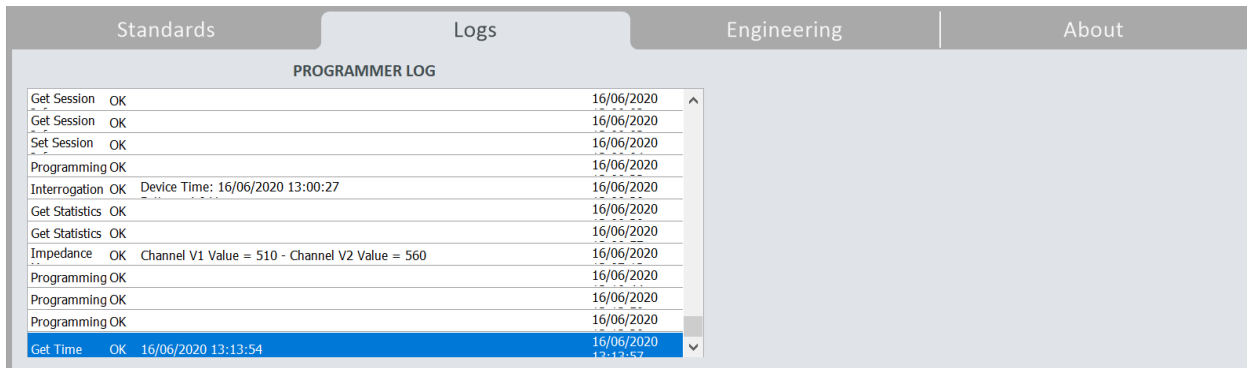 Standards Logs Engineering About
PROGRAMMER LOG
Get Session OK 16/06/2020
Get Session OK 16/06/2020
Set Session OK 16/06/2020
Programming OK 16/06/2020
Interrogation OK Device Time: 16/06/2020 13:00:27 16/06/2020
Get Statistics OK 16/06/2020
Get Statistics OK 16/06/2020
Impedance OK Channel V1 Value = 510 - Channel V2 Value = 560 16/06/2020
Programming OK 16/06/2020
Programming OK 16/06/2020
Programming OK 16/06/2020
Get Time OK 16/06/2020 13:13:54 16/06/2020
13:13:57